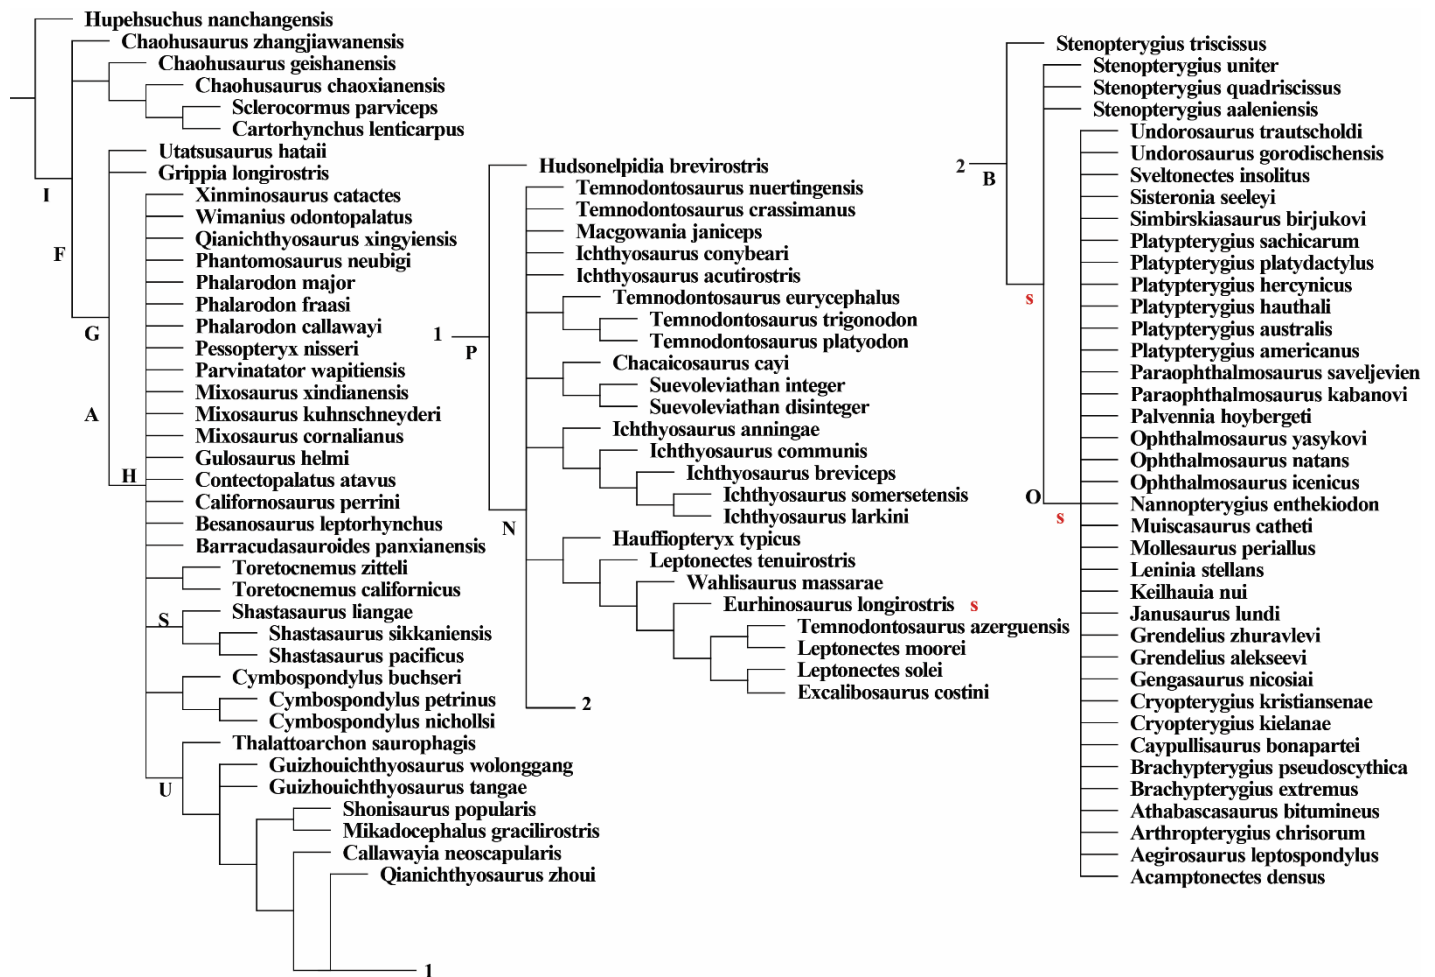 Hupehsuchus nanchangensis
Chaohusaurus zhangjiawanensis
Chaohusaurus geishanensis
Chaohusaurus chaoxianensis
Sclerocormus parviceps
Cartorhynchus lenticarpus
Utatsusaurus hataii
Grippia longirostris
I
Xinminosaurus catactes
Wimanius odontopalatus
Qianichthyosaurus xingyiensis
F
Phantomosaurus neubigi
Phalarodon major
Phalarodon fraasi
Phalarodon callawayi
G
Pessopteryx nisseri
Parvinatator wapitiensis
Mixosaurus xindianensis
Mixosaurus kuhnschneyderi
A
Mixosaurus cornalianus
Gulosaurus helmi
H
Contectopalatus atavus
Californosaurus perrini
Besanosaurus leptorhynchus
Barracudasauroides panxianensis
Toretocnemus zitteli
Toretocnemus californicus
Shastasaurus liangae
S
Shastasaurus sikkaniensis
Shastasaurus pacificus
Cymbospondylus buchseri
Cymbospondylus petrinus
Cymbospondylus nichollsi
Thalattoarchon saurophagis
Guizhouichthyosaurus wolonggang
Guizhouichthyosaurus tangae
U
Shonisaurus popularis
Mikadocephalus gracilirostris
Callawayia neoscapularis
Qianichthyosaurus zhoui
1
Hudsonelpidia brevirostris
Temnodontosaurus nuertingensis
Temnodontosaurus crassimanus
Macgowania janiceps
Ichthyosaurus conybeari
Ichthyosaurus acutirostris
Temnodontosaurus eurycephalus
Temnodontosaurus trigonodon
1
P
Temnodontosaurus platyodon
Chacaicosaurus cayi
Suevoleviathan integer
Suevoleviathan disinteger
Ichthyosaurus anningae
Ichthyosaurus communis
Ichthyosaurus breviceps
Ichthyosaurus somersetensis
Ichthyosaurus larkini
N
Hauffiopteryx typicus
Leptonectes tenuirostris
Wahlisaurus massarae
Eurhinosaurus longirostris s
Temnodontosaurus azerguensis
Leptonectes moorei
Leptonectes solei
Excalibosaurus costini
2
Stenopterygius triscissus
Stenopterygius uniter
Stenopterygius quadriscissus
Stenopterygius aaleniensis
Undorosaurus trautscholdi
Undorosaurus gorodischensis
2
B
Sveltonectes insolitus
Sisteronia seeleyi
Simbirskiasaurus birjukovi
Platypterygius sachicarum
Platypterygius platydactylus
Platypterygius hercynicus
s
Platypterygius hauthali
Platypterygius australis
Platypterygius americanus
Paraophthalmosaurus saveljevien
Paraophthalmosaurus kabanovi
Palvennia hoybergeti
Ophthalmosaurus yasykovi
Ophthalmosaurus natans
Ophthalmosaurus icenicus
O
Nannopterygius enthekiodon
s
Muiscasaurus catheti
Mollesaurus periallus
Leninia stellans
Keilhauia nui
Janusaurus lundi
Grendelius zhuravlevi
Grendelius alekseevi
Gengasaurus nicosiai
Cryopterygius kristiansenae
Cryopterygius kielanae
Caypullisaurus bonapartei
Brachypterygius pseudoscythica
Brachypterygius extremus
Athabascasaurus bitumineus
Arthropterygius chrisorum
Aegirosaurus leptospondylus
Acamptonectes densus